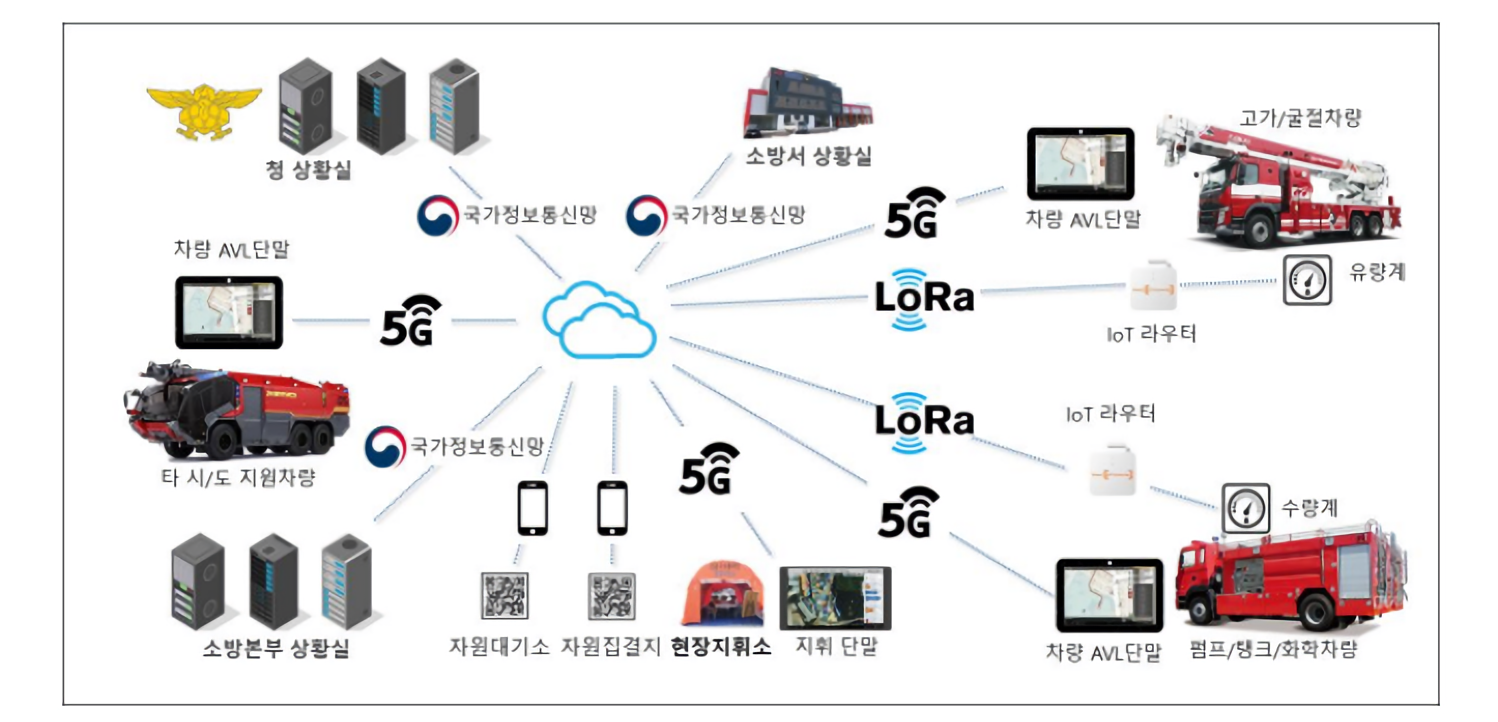 고가/굴절차량
청 상황실
소방서 상황실
국가정보통신망
국가정보통신망
5G
차량 AVL단말
차량 AVL단말
LoRa
유량계
IoT 라우터
5G
타 시/도 지원차량
국가정보통신망
LoRa
IoT 라우터
5G
5G
수량계
소방본부 상황실
자원대기소
자원집결지
현장지휘소
지휘 단말
차량 AVL단말
펌프/탱크/화학차량